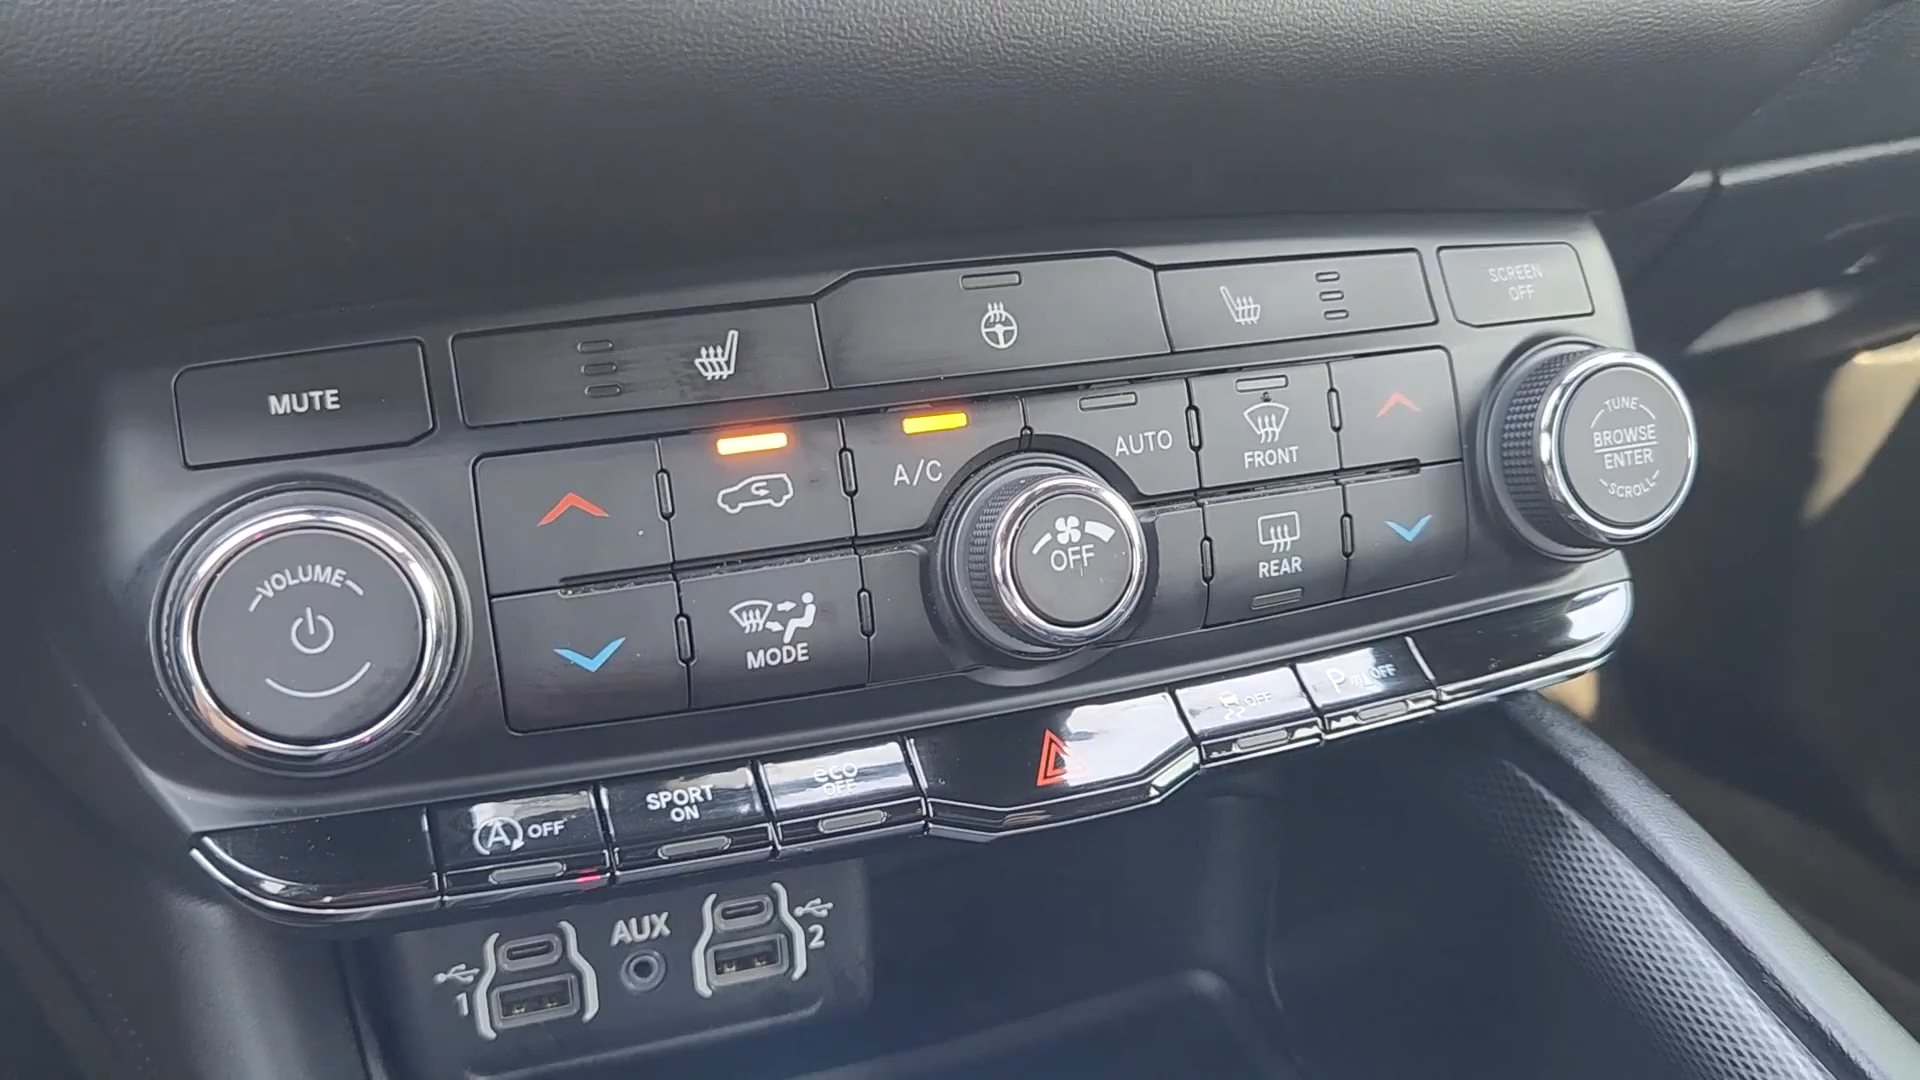 SCREEN
OFF
MUTE
A/C
AUTO
FRONT
TUNE
BROWSE
ENTER
SCROLL
VOLUME
OFF
REAR
MODE
A OFF
SPORT
ON
eco
OFF
OFF
P OFF
AUX
1
2